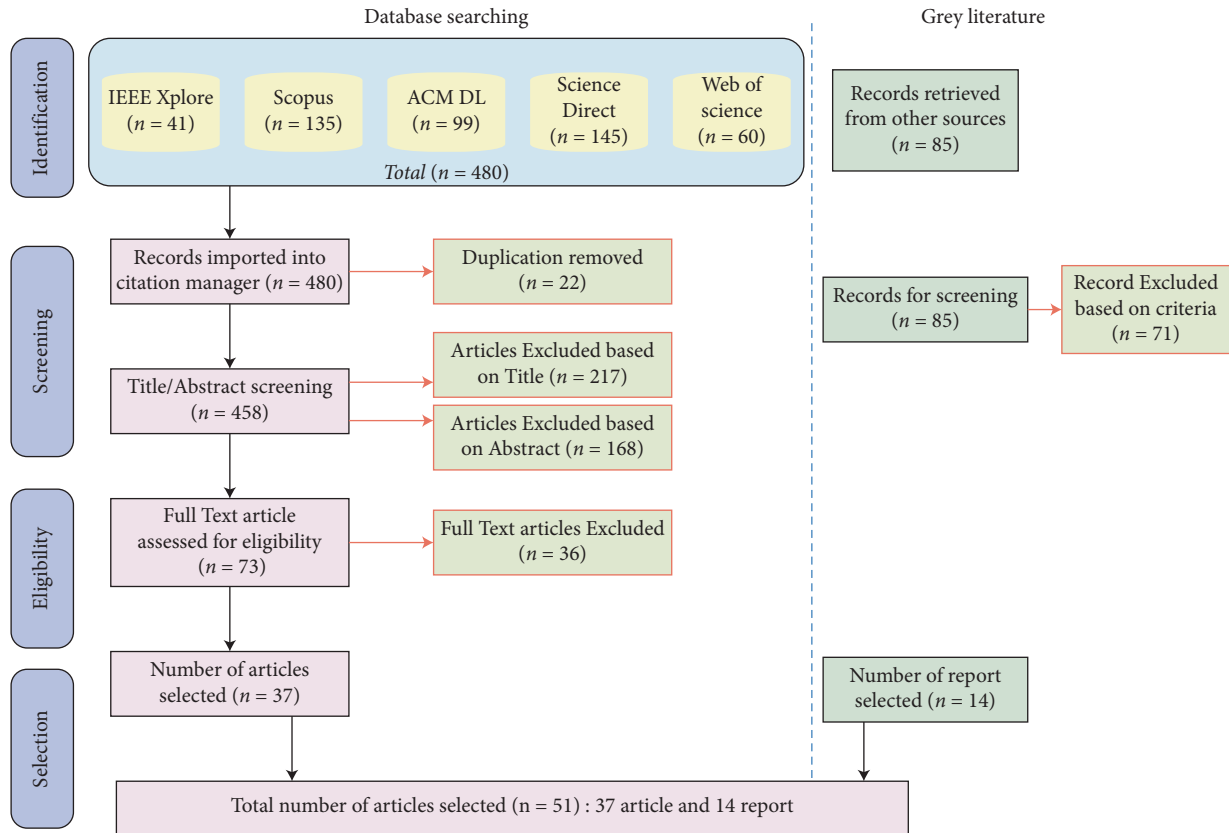 Database searching
Grey literature
Identification
IEEE Xplore
(n = 41)
Scopus
(n = 135)
ACM DL
(n = 99)
Science
Direct
(n = 145)
Web of
science
(n = 60)
Total (n = 480)
Records retrieved
from other sources
(n = 85)
Screening
Records imported into
citation manager (n = 480)
Duplication removed
(n = 22)
Records for screening
(n = 85)
Record Excluded
based on criteria
(n = 71)
Title/Abstract screening
(n = 458)
Articles Excluded based
on Title (n = 217)
Articles Excluded based
on Abstract (n = 168)
Eligibility
Full Text article
assessed for eligibility
(n = 73)
Full Text articles Excluded
(n = 36)
Selection
Number of articles
selected (n = 37)
Number of report
selected (n = 14)
Total number of articles selected (n = 51) : 37 article and 14 report